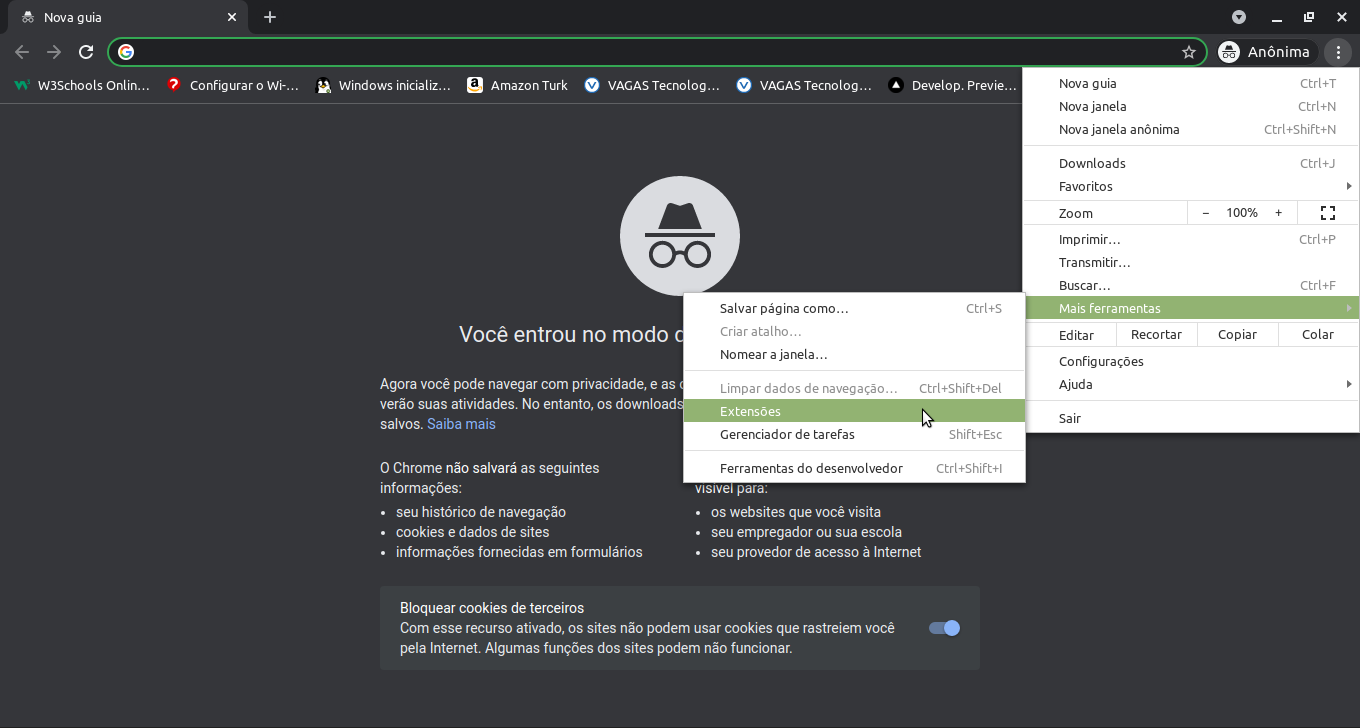 Nova guia
Anônima
W3Schools Onlin…
Configurar o Wi-…
Windows inicializ…
Amazon Turk
VAGAS Tecnolog…
VAGAS Tecnolog…
Develop. Previe…
Nova guia Ctrl+T
Nova janela Ctrl+N
Nova janela anônima Ctrl+Shift+N
Downloads Ctrl+J
Favoritos
Zoom − 100% +
Imprimir… Ctrl+P
Transmitir…
Buscar… Ctrl+F
Mais ferramentas
Editar Recortar Copiar Colar
Configurações
Ajuda
Sair
Salvar página como… Ctrl+S
Criar atalho…
Nomear a janela…
Limpar dados de navegação… Ctrl+Shift+Del
Extensões
Gerenciador de tarefas Shift+Esc
Ferramentas do desenvolvedor Ctrl+Shift+I
Você entrou no modo
Agora você pode navegar com privacidade, e as
verão suas atividades. No entanto, os downloads
salvos. Saiba mais
O Chrome não salvará as seguintes
informações:
• seu histórico de navegação
• cookies e dados de sites
• informações fornecidas em formulários
visível para:
• os websites que você visita
• seu empregador ou sua escola
• seu provedor de acesso à Internet
Bloquear cookies de terceiros
Com esse recurso ativado, os sites não podem usar cookies que rastreiem você
pela Internet. Algumas funções dos sites podem não funcionar.